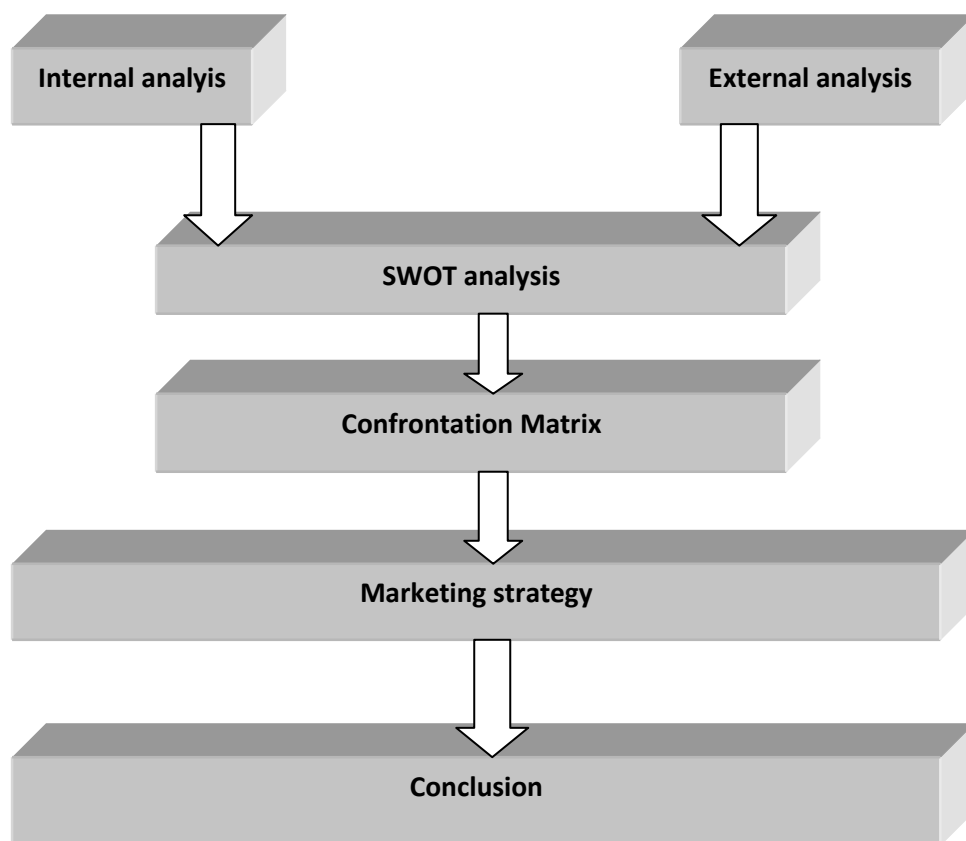 Internal analyis
External analysis
SWOT analysis
Confrontation Matrix
Marketing strategy
Conclusion